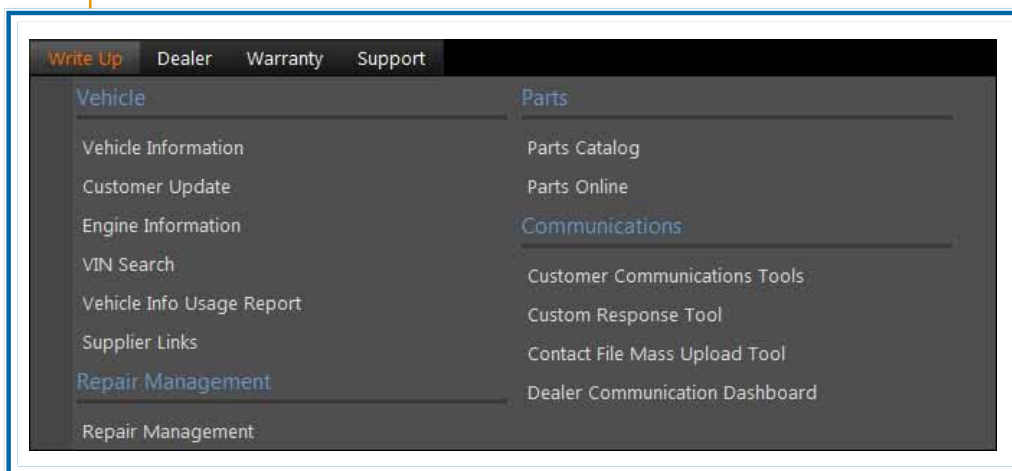 Write Up Dealer Warranty Support
Vehicle
Vehicle Information
Customer Update
Engine Information
VIN Search
Vehicle Info Usage Report
Supplier Links
Repair Management
Repair Management
Parts
Parts Catalog
Parts Online
Communications
Customer Communications Tools
Custom Response Tool
Contact File Mass Upload Tool
Dealer Communication Dashboard